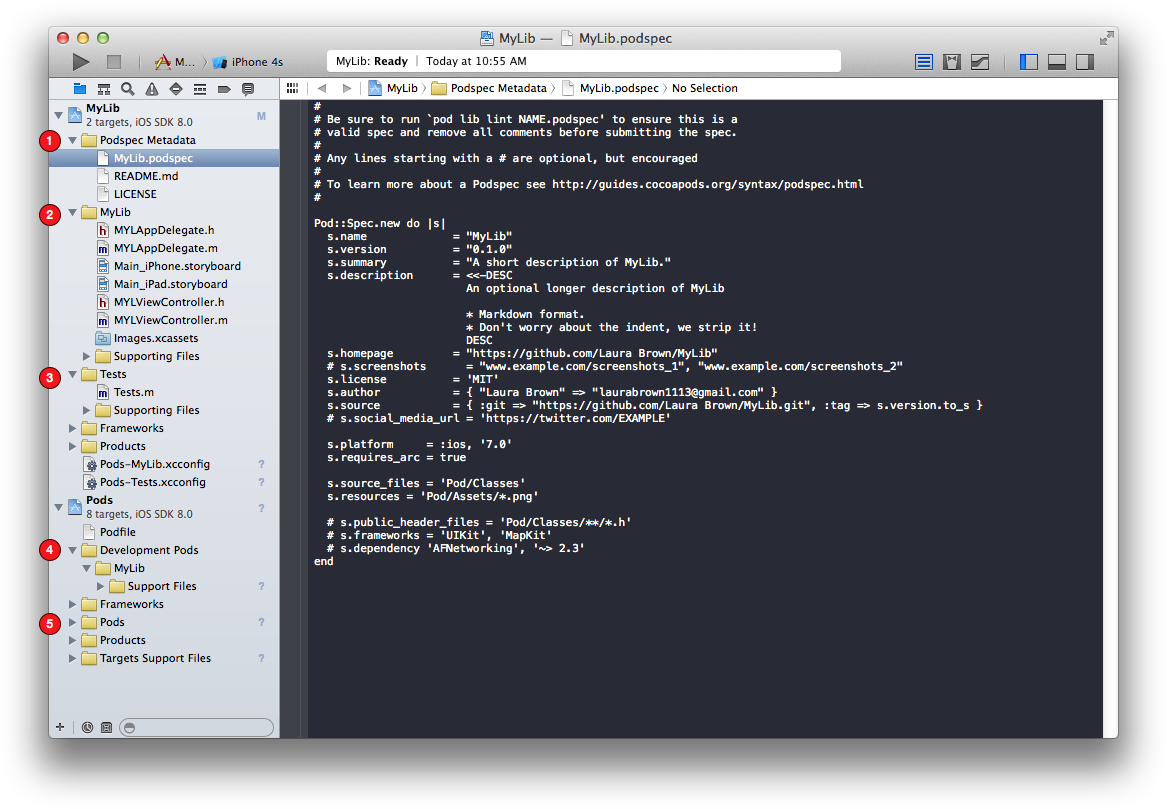 MyLib — MyLib.podspec
M... iPhone 4s
MyLib: Ready | Today at 10:55 AM
MyLib Podspec Metadata MyLib.podspec No Selection
MyLib
2 targets, iOS SDK 8.0
M
1 Podspec Metadata
MyLib.podspec
README.md
LICENSE
2 MyLib
h MYLAppDelegate.h
m MYLAppDelegate.m
Main_iPhone.storyboard
Main_iPad.storyboard
h MYLViewController.h
m MYLViewController.m
Images.xcassets
Supporting Files
3 Tests
m Tests.m
Supporting Files
Frameworks
Products
Pods-MyLib.xcconfig ?
Pods-Tests.xcconfig ?
Pods
8 targets, iOS SDK 8.0
?
Podfile
4 Development Pods
MyLib
Support Files ?
Frameworks
5 Pods ?
Products
Targets Support Files ?
#
# Be sure to run `pod lib lint NAME.podspec' to ensure this is a
# valid spec and remove all comments before submitting the spec.
#
# Any lines starting with a # are optional, but encouraged
#
# To learn more about a Podspec see http://guides.cocoapods.org/syntax/podspec.html
#
Pod::Spec.new do |s|
s.name = "MyLib"
s.version = "0.1.0"
s.summary = "A short description of MyLib."
s.description = <<-DESC
An optional longer description of MyLib
* Markdown format.
* Don't worry about the indent, we strip it!
DESC
s.homepage = "https://github.com/Laura Brown/MyLib"
# s.screenshots = "www.example.com/screenshots_1", "www.example.com/screenshots_2"
s.license = 'MIT'
s.author = { "Laura Brown" => "laurabrown1113@gmail.com" }
s.source = { :git => "https://github.com/Laura Brown/MyLib.git", :tag => s.version.to_s }
# s.social_media_url = 'https://twitter.com/EXAMPLE'
s.platform = :ios, '7.0'
s.requires_arc = true
s.source_files = 'Pod/Classes'
s.resources = 'Pod/Assets/*.png'
# s.public_header_files = 'Pod/Classes/**/*.h'
# s.frameworks = 'UIKit', 'MapKit'
# s.dependency 'AFNetworking', '~> 2.3'
end